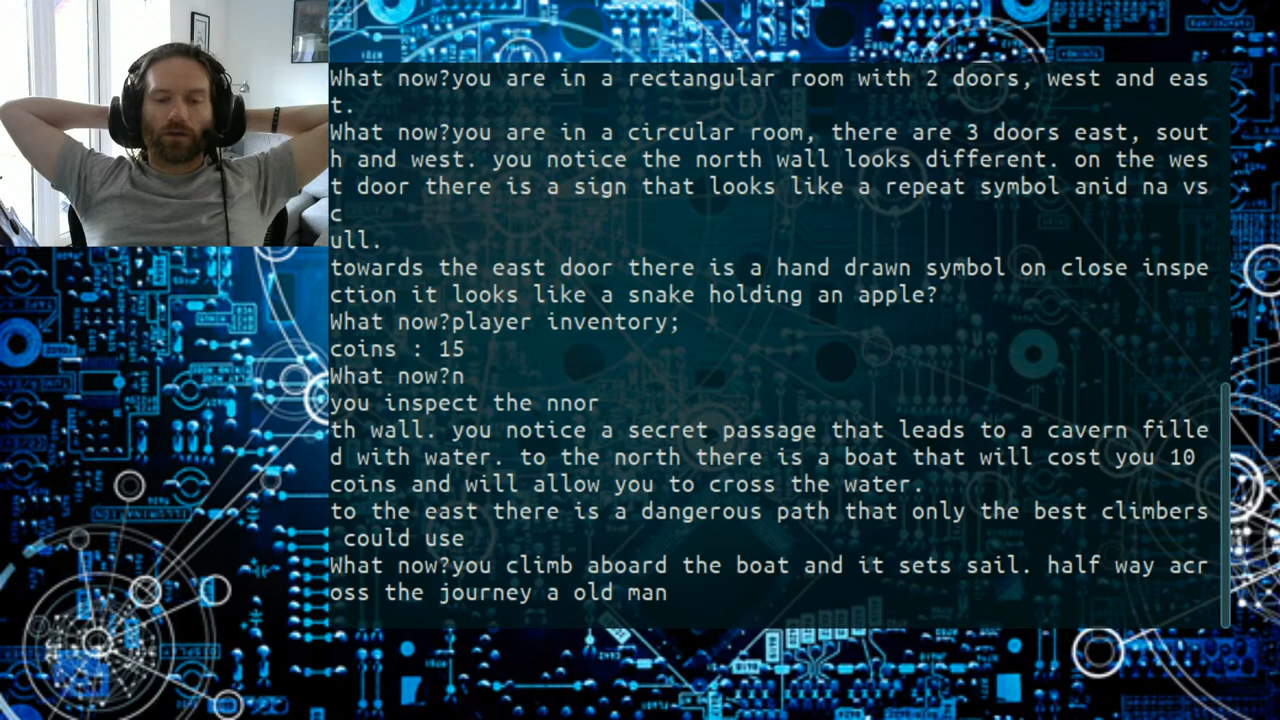 What now?you are in a rectangular room with 2 doors, west and eas
t.
What now?you are in a circular room, there are 3 doors east, sout
h and west. you notice the north wall looks different. on the wes
t door there is a sign that looks like a repeat symbol anid na vs
c
ull.
towards the east door there is a hand drawn symbol on close inspe
ction it looks like a snake holding an apple?
What now?player inventory;
coins : 15
What now?n
you inspect the nnor
th wall. you notice a secret passage that leads to a cavern fille
d with water. to the north there is a boat that will cost you 10
coins and will allow you to cross the water.
to the east there is a dangerous path that only the best climbers
 could use
What now?you climb aboard the boat and it sets sail. half way acr
oss the journey a old man